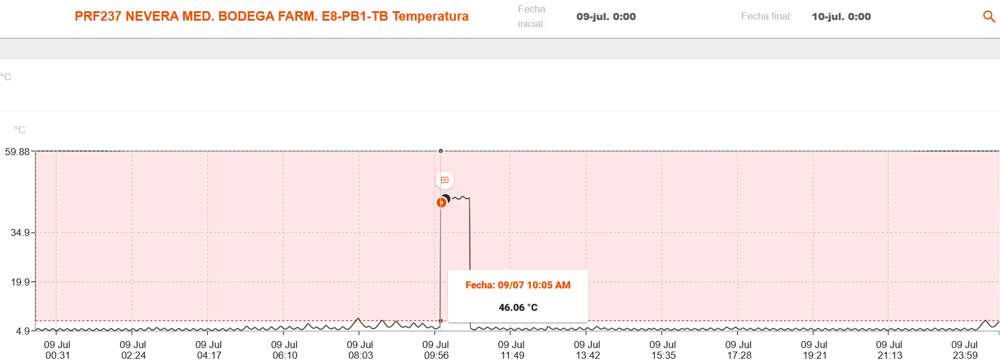 PRF237 NEVERA MED. BODEGA FARM. E8-PB1-TB Temperatura
Fecha
inicial:
09-jul. 0:00
Fecha final:
10-jul. 0:00
°C
°C
59.88
34.9
19.9
4.9
Fecha: 09/07 10:05 AM
46.06 °C
09 Jul
00:31
09 Jul
02:24
09 Jul
04:17
09 Jul
06:10
09 Jul
08:03
09 Jul
09:56
09 Jul
11:49
09 Jul
13:42
09 Jul
15:35
09 Jul
17:28
09 Jul
19:21
09 Jul
21:13
09 Jul
23:59